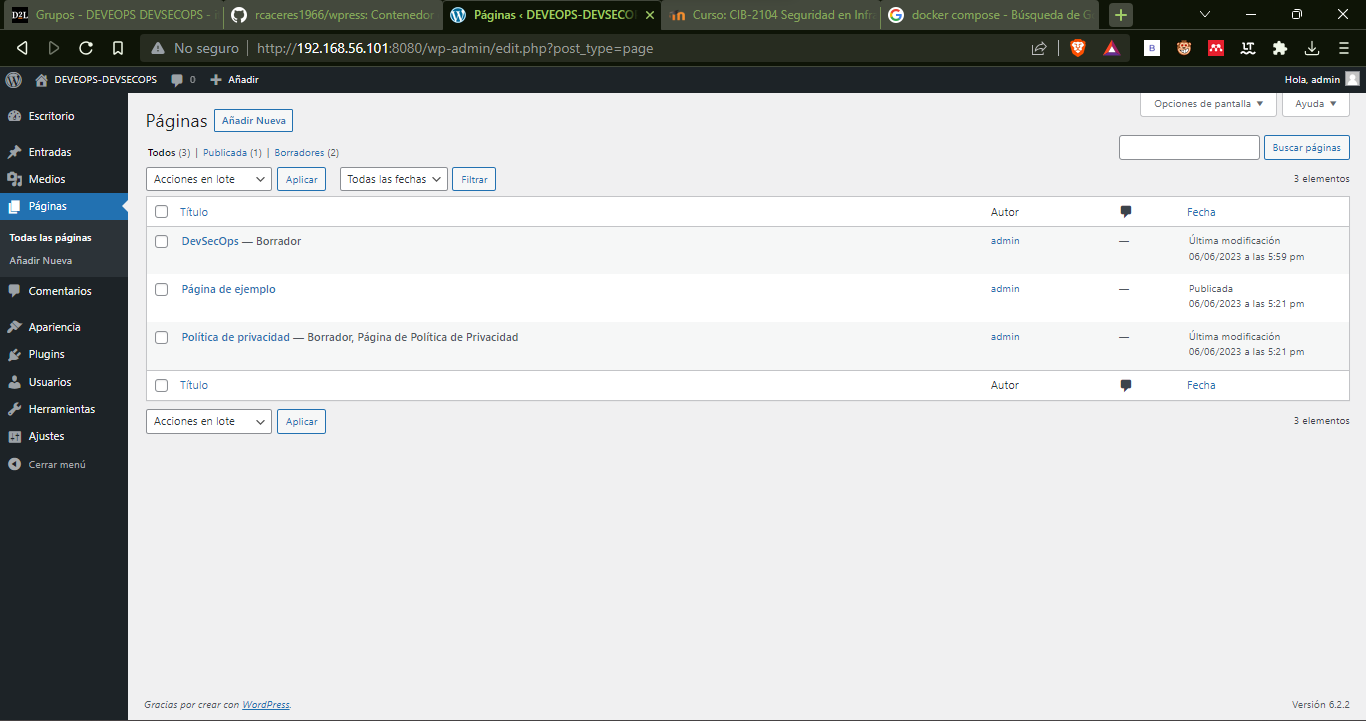 D2L Grupos - DEVEOPS DEVSECOPS -
rcaceres1966/wpress: Contenedor
Páginas ‹ DEVEOPS-DEVSECO
Curso: CIB-2104 Seguridad en Infr
docker compose - Búsqueda de G
No seguro http://192.168.56.101:8080/wp-admin/edit.php?post_type=page
DEVEOPS-DEVSECOPS 0 Añadir Hola, admin
Escritorio
Entradas
Medios
Páginas
Todas las páginas
Añadir Nueva
Comentarios
Apariencia
Plugins
Usuarios
Herramientas
Ajustes
Cerrar menú
Opciones de pantalla Ayuda
Páginas Añadir Nueva
Todos (3) | Publicada (1) | Borradores (2) Buscar páginas
Acciones en lote Aplicar Todas las fechas Filtrar 3 elementos
Título Autor Fecha
DevSecOps — Borrador admin — Última modificación
06/06/2023 a las 5:59 pm
Página de ejemplo admin — Publicada
06/06/2023 a las 5:21 pm
Política de privacidad — Borrador, Página de Política de Privacidad admin — Última modificación
06/06/2023 a las 5:21 pm
Título Autor Fecha
Acciones en lote Aplicar 3 elementos
Gracias por crear con WordPress. Versión 6.2.2